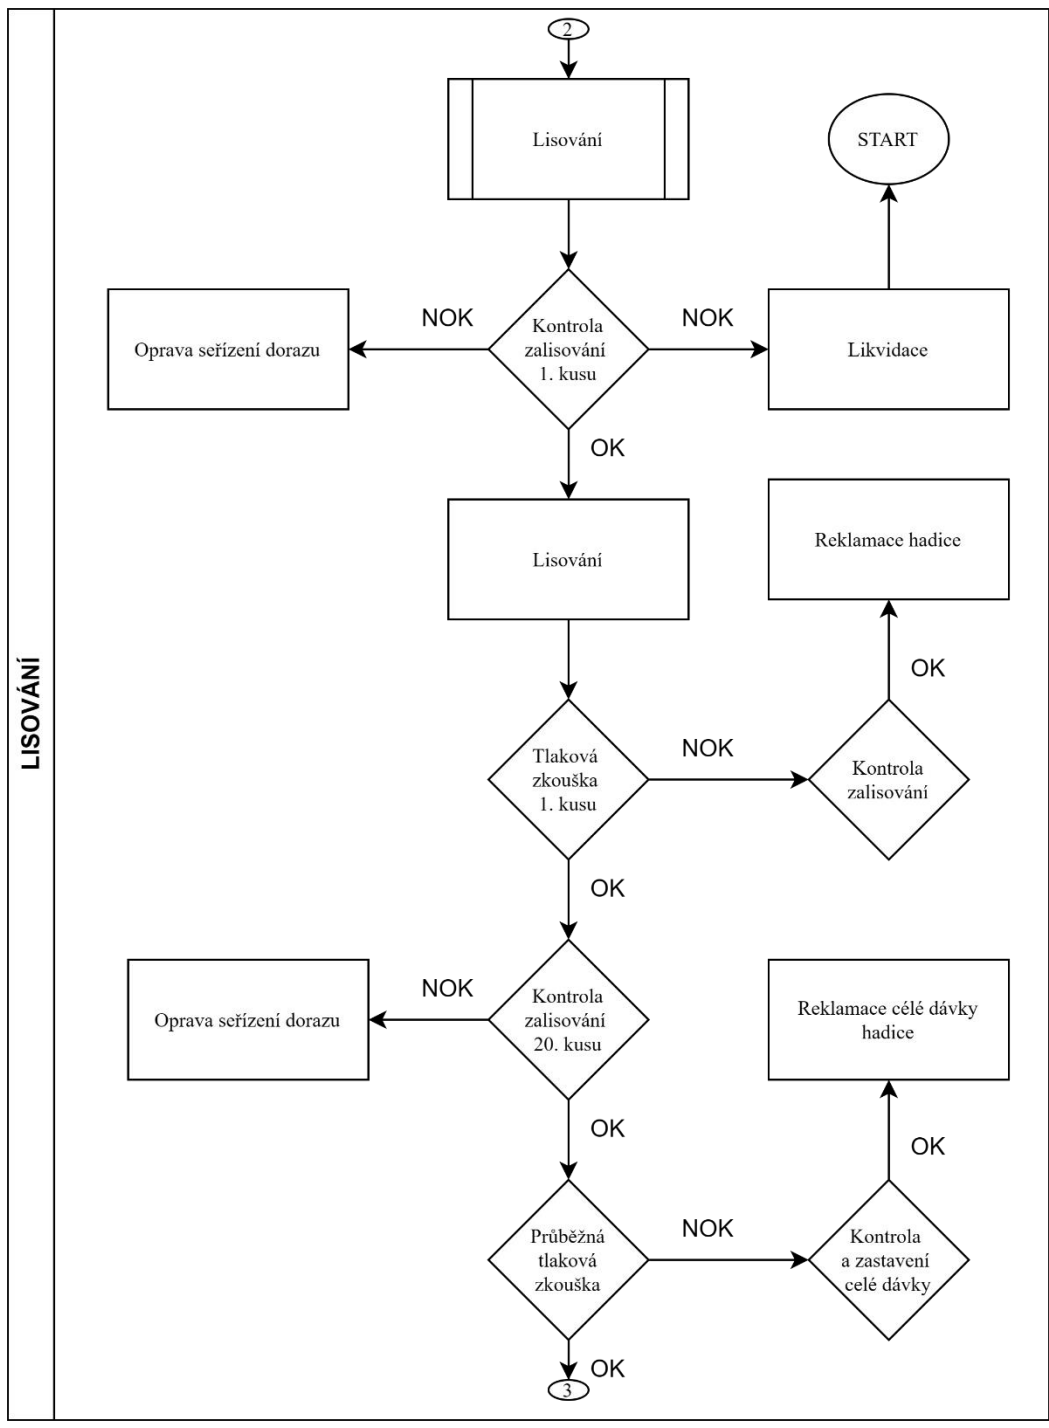 2
Lisování
START
NOK
NOK
Oprava seřízení dorazu
Kontrola
zalisování
1. kusu
Likvidace
OK
Lisování
Reklamace hadice
OK
LISOVÁNÍ
Tlaková
zkouška
1. kusu
NOK
Kontrola
zalisování
OK
NOK
Oprava seřízení dorazu
Kontrola
zalisování
20. kusu
Reklamace célé dávky
hadice
OK
OK
Průběžná
tlaková
zkouška
NOK
Kontrola
a zastavení
celé dávky
OK
3